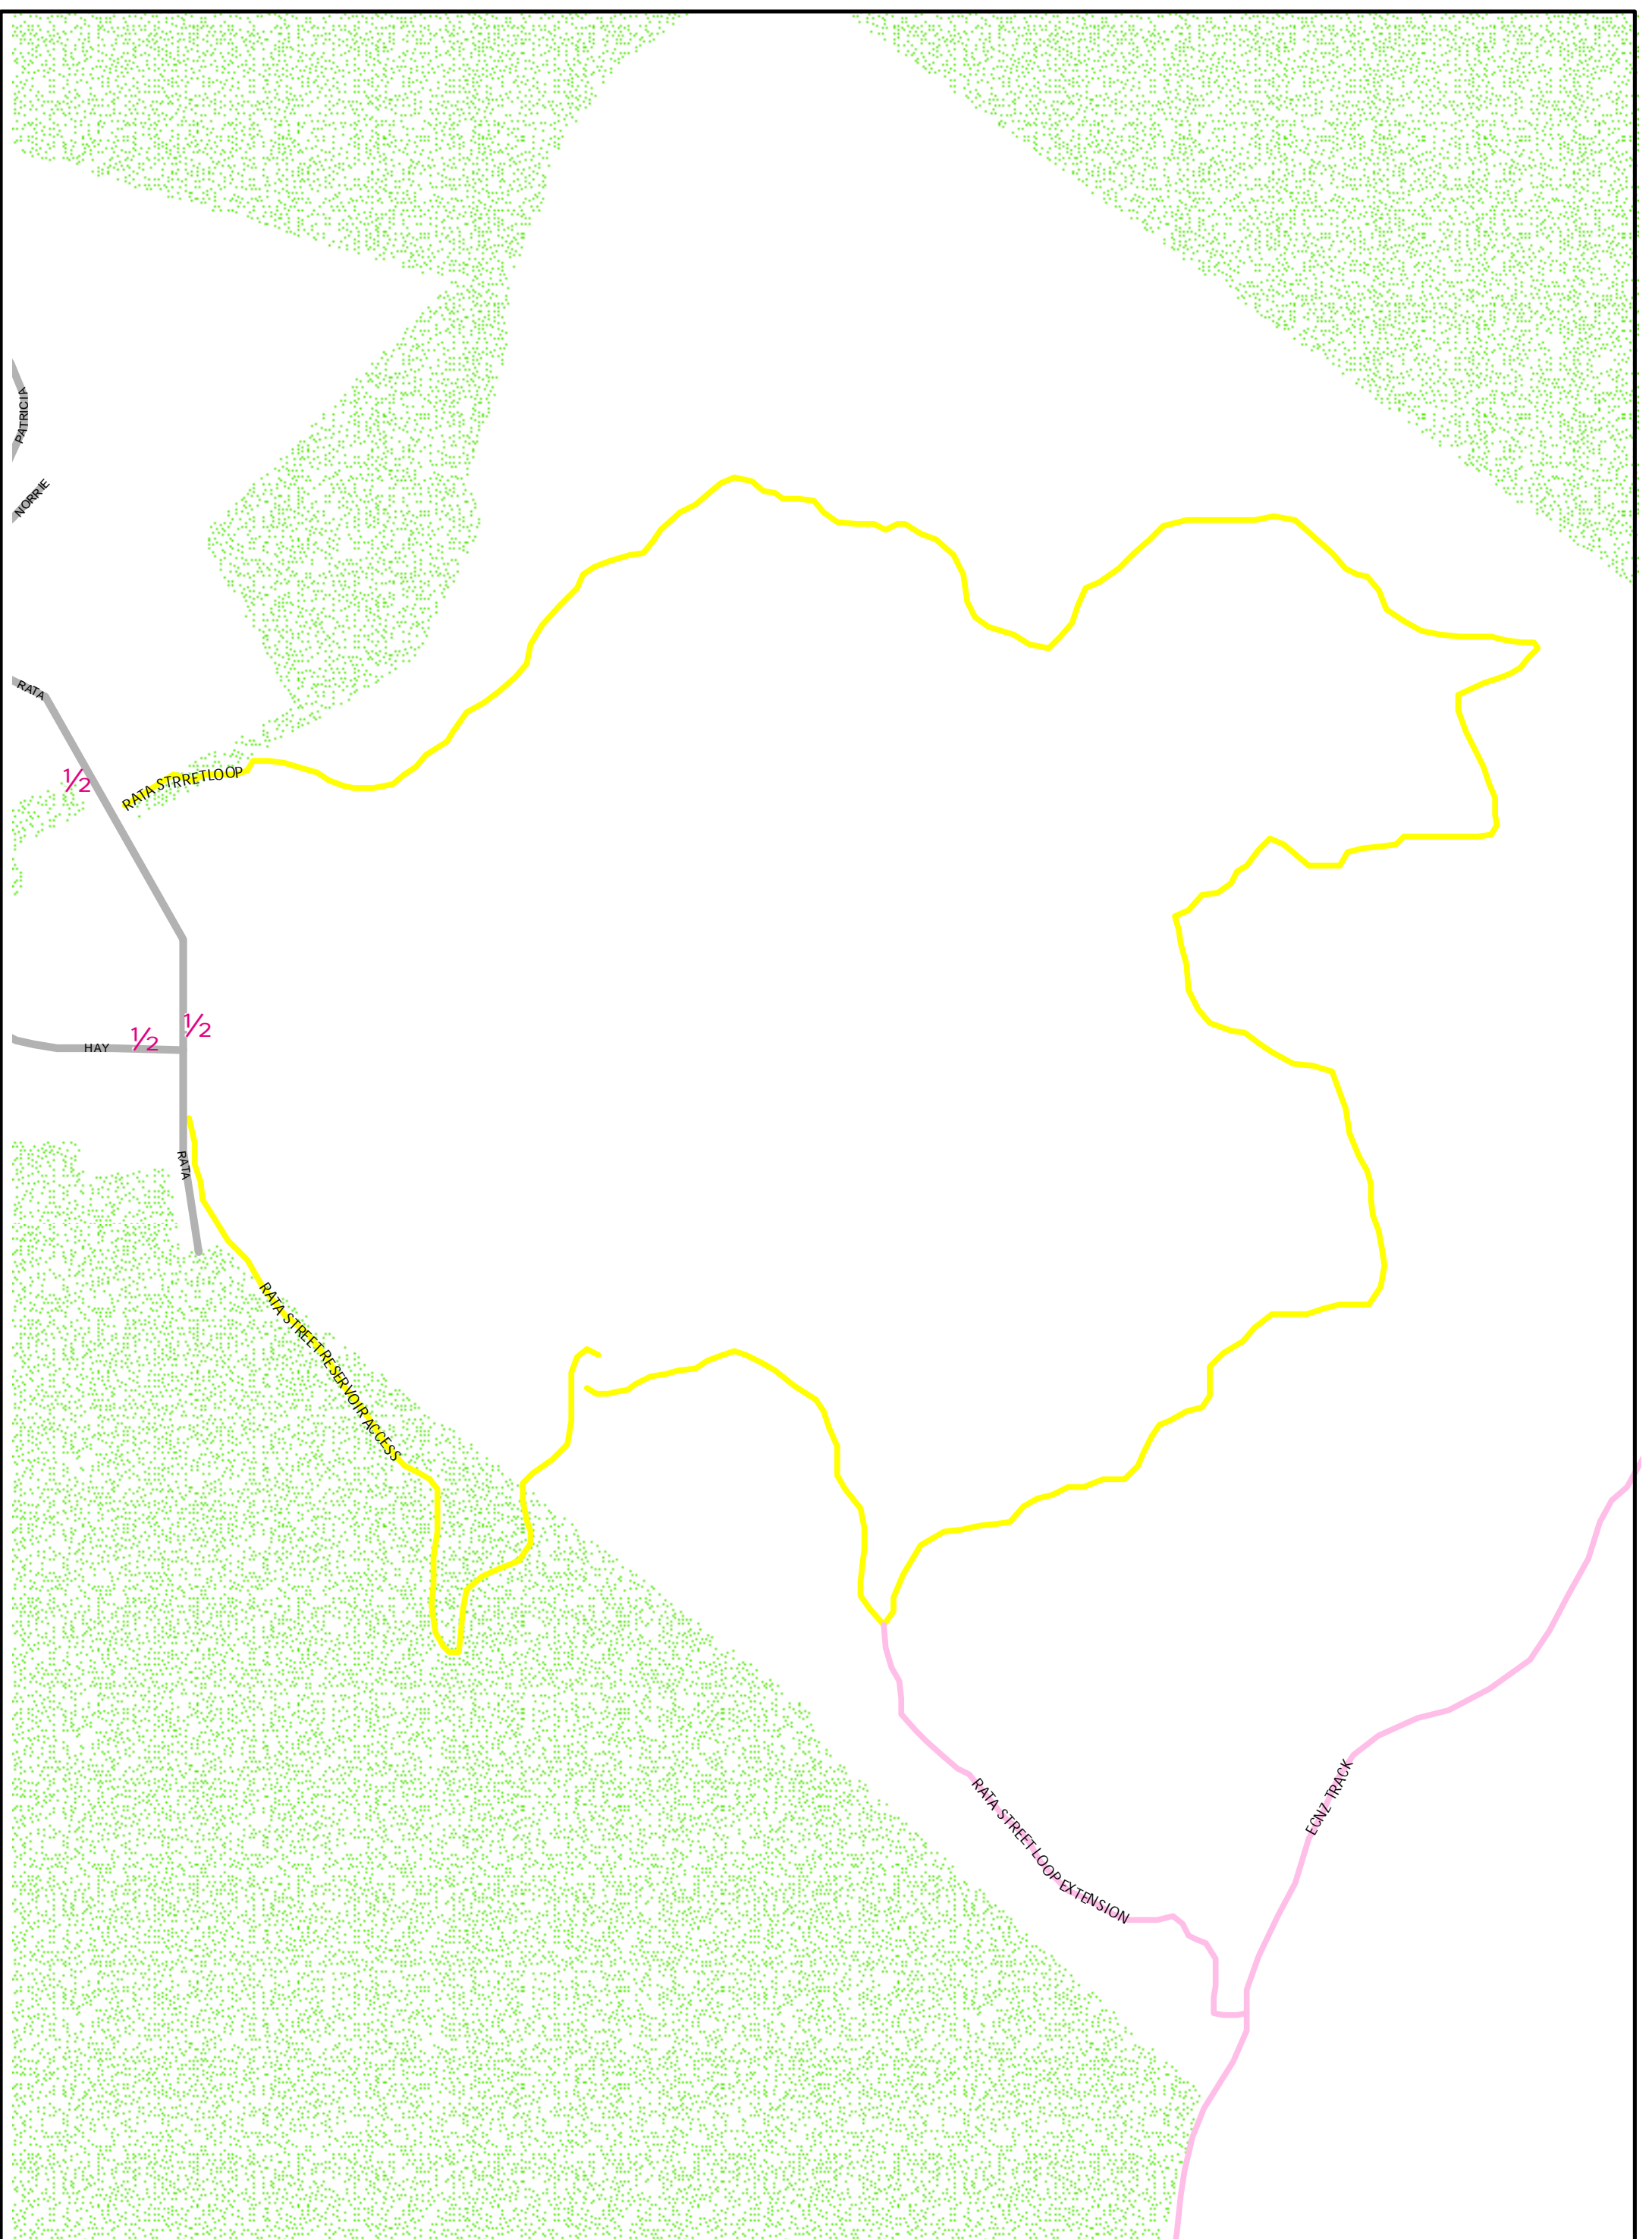 PATRICIA
NORRIE
RATA
½
RATA STRRETLOOP
½
½
HAY
RATA
RATA STREET RESERVOIR ACCESS
ECNZ TRACK
RATA STREET LOOP EXTENSION